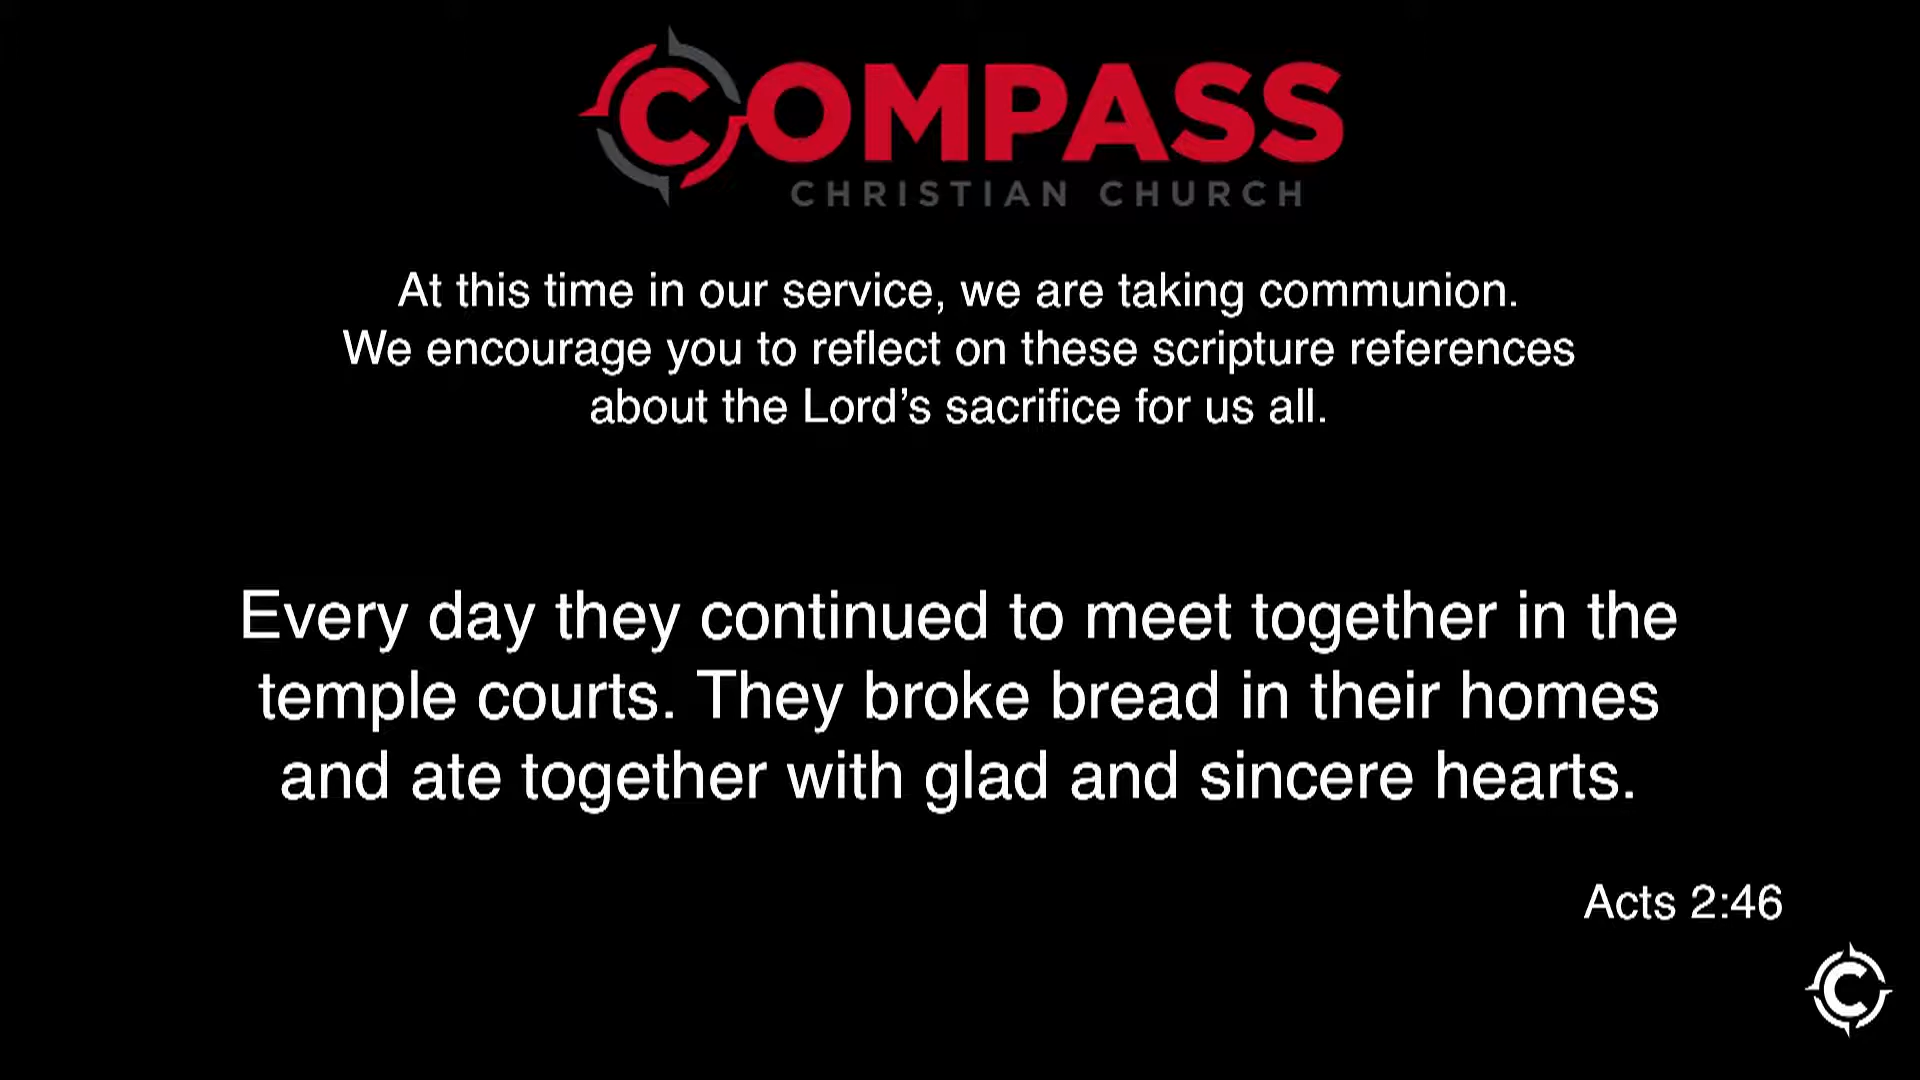 COMPASS
CHRISTIAN CHURCH
At this time in our service, we are taking communion.
We encourage you to reflect on these scripture references
about the Lord’s sacrifice for us all.
Every day they continued to meet together in the
temple courts. They broke bread in their homes
and ate together with glad and sincere hearts.
Acts 2:46
C